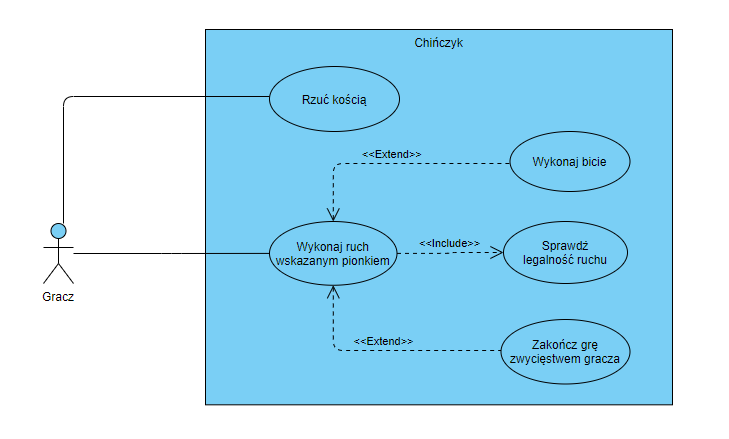 Chińczyk
Rzuć kością
<<Extend>>
Wykonaj bicie
Wykonaj ruch
wskazanym pionkiem
<<Include>>
Sprawdź
legalność ruchu
Gracz
<<Extend>>
Zakończ grę
zwycięstwem gracza